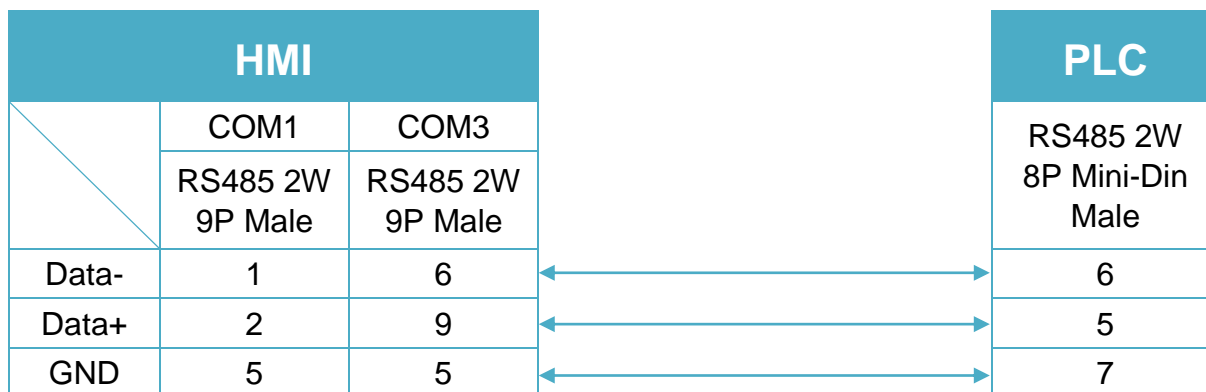 HMI
PLC
COM1 COM3
RS485 2W
9P Male
RS485 2W
9P Male
RS485 2W
8P Mini-Din
Male
Data- 1 6 6
Data+ 2 9 5
GND 5 5 7